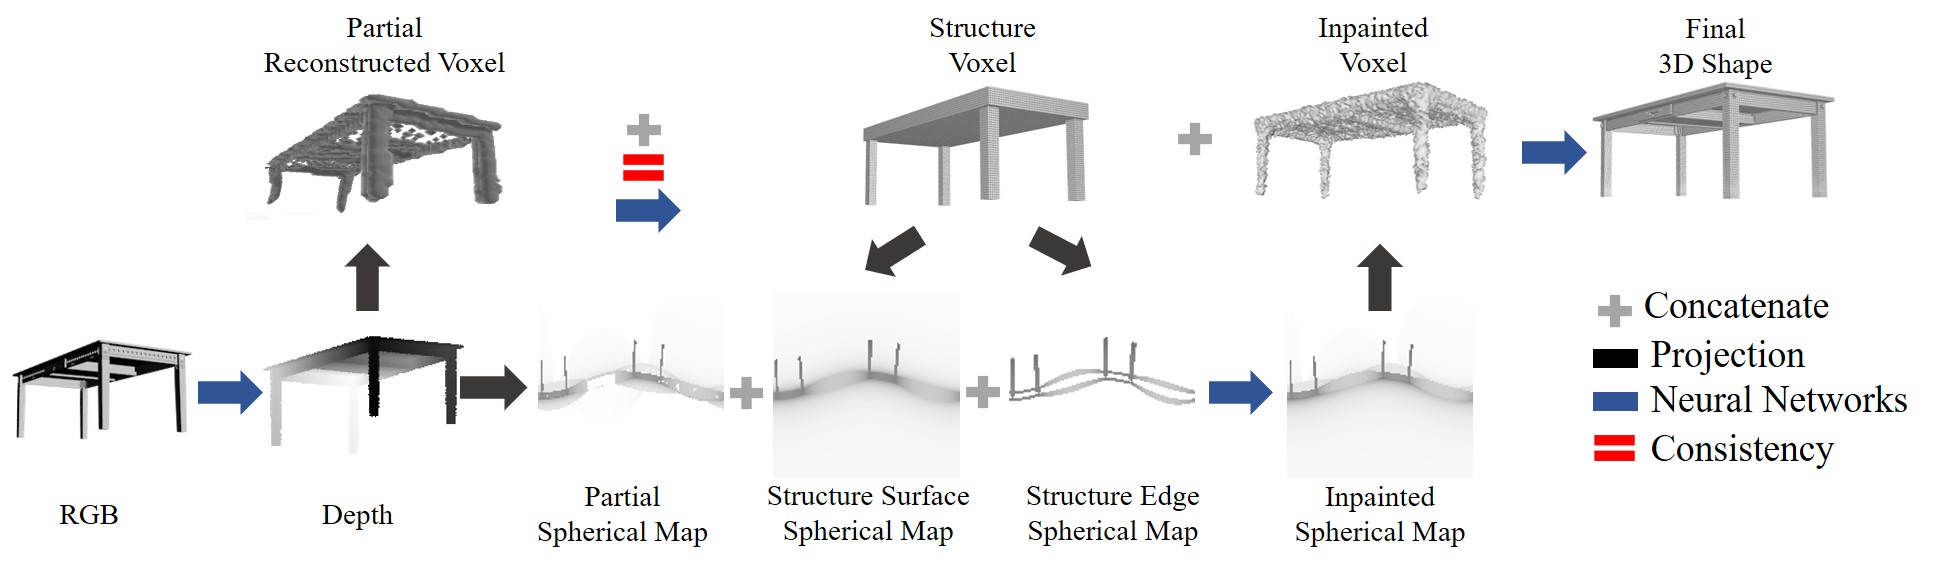 Partial
Reconstructed Voxel
Structure
Voxel
Inpainted
Voxel
Final
3D Shape
Concatenate
Projection
Neural Networks
Consistency
RGB
Depth
Partial
Spherical Map
Structure Surface
Spherical Map
Structure Edge
Spherical Map
Inpainted
Spherical Map